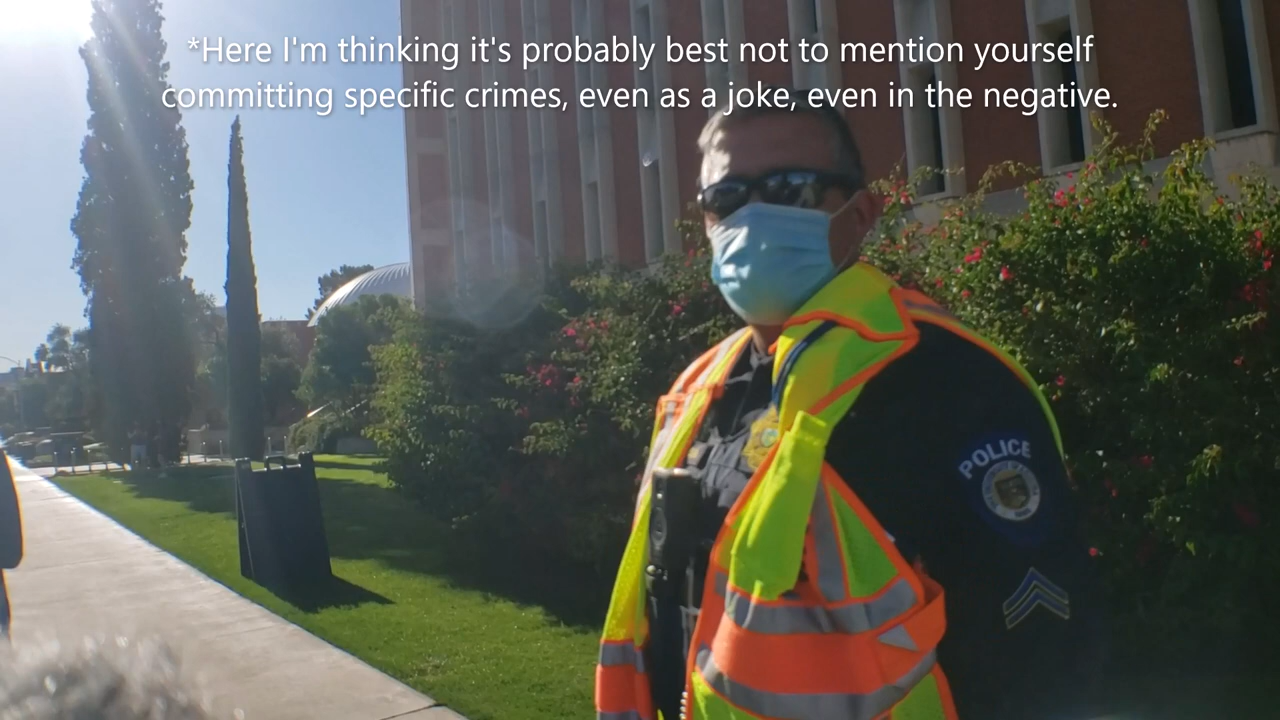 *Here I'm thinking it's probably best not to mention yourself
committing specific crimes, even as a joke, even in the negative.
POLICE